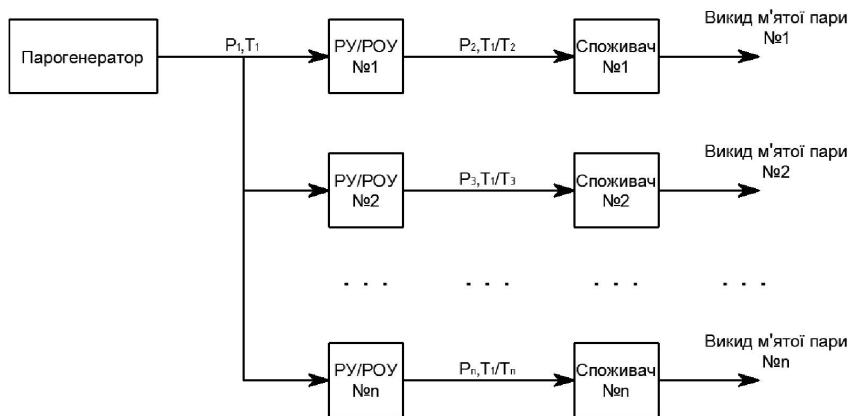 Викид м'ятої пари
№1
Парогенератор
P₁,T₁
РУ/РОУ
№1
P₂,T₁/T₂
Споживач
№1
Викид м'ятої пари
№2
РУ/РОУ
№2
P₃,T₁/T₃
Споживач
№2
. . .
. . .
. . .
. . .
Викид м'ятої пари
№n
РУ/РОУ
№n
Pₙ,T₁/Tₙ
Споживач
№n